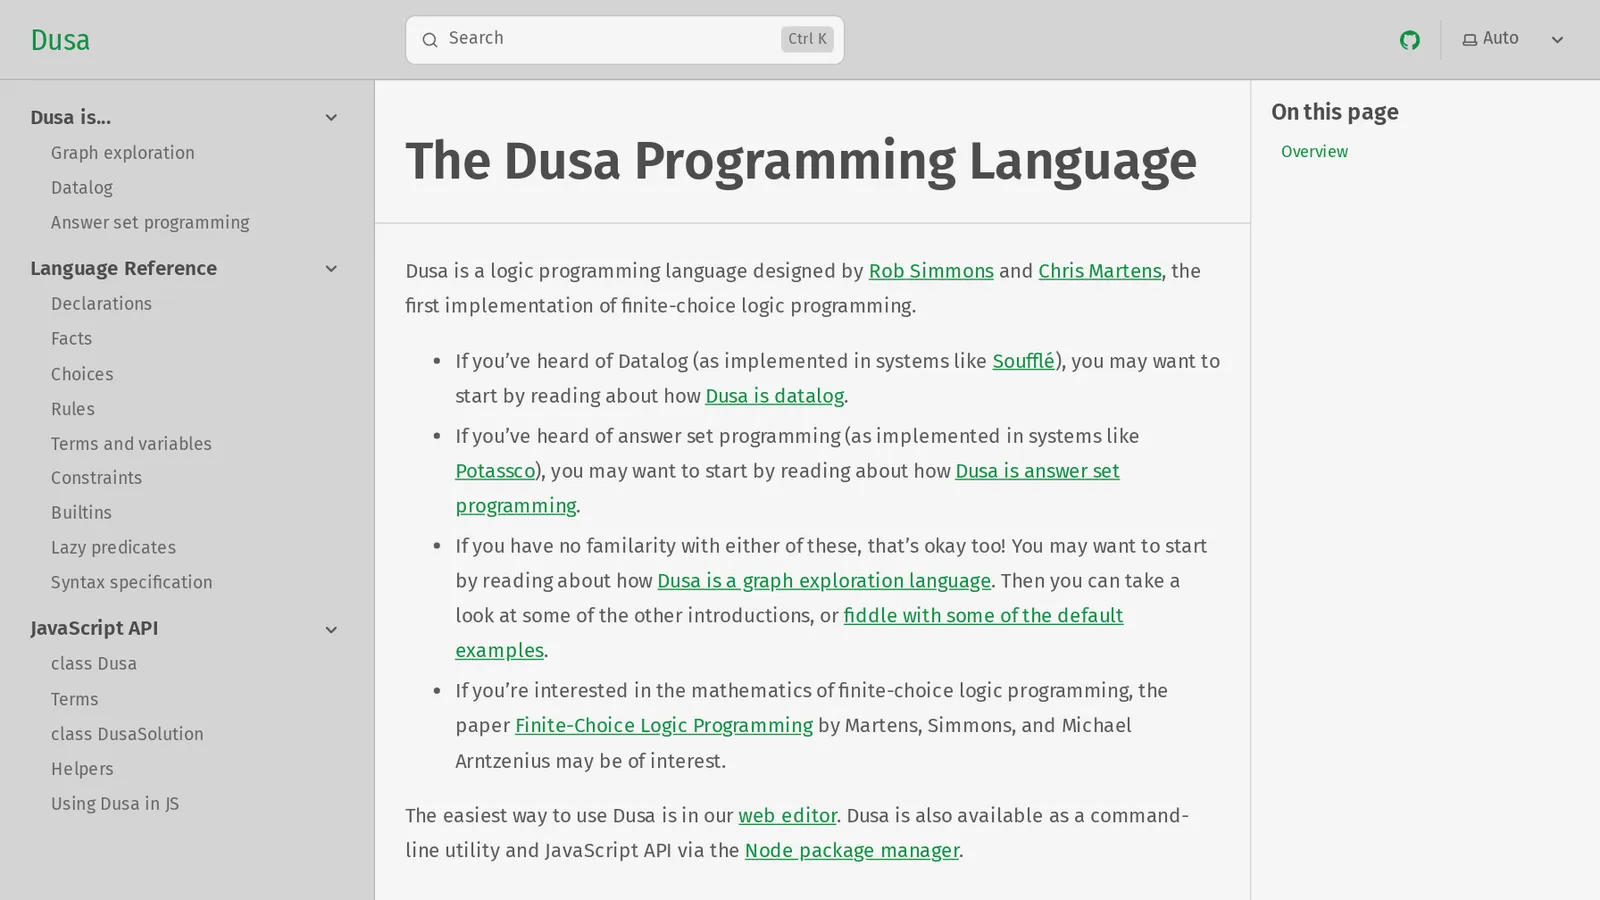 Dusa
Search
Ctrl K
Auto
Dusa is...
Graph exploration
Datalog
Answer set programming
Language Reference
Declarations
Facts
Choices
Rules
Terms and variables
Constraints
Builtins
Lazy predicates
Syntax specification
JavaScript API
class Dusa
Terms
class DusaSolution
Helpers
Using Dusa in JS
The Dusa Programming Language
Dusa is a logic programming language designed by Rob Simmons and Chris Martens, the
first implementation of finite-choice logic programming.
• If you’ve heard of Datalog (as implemented in systems like Soufflé), you may want to
start by reading about how Dusa is datalog.
• If you’ve heard of answer set programming (as implemented in systems like
Potassco), you may want to start by reading about how Dusa is answer set
programming.
• If you have no familarity with either of these, that’s okay too! You may want to start
by reading about how Dusa is a graph exploration language. Then you can take a
look at some of the other introductions, or fiddle with some of the default
examples.
• If you’re interested in the mathematics of finite-choice logic programming, the
paper Finite-Choice Logic Programming by Martens, Simmons, and Michael
Arntzenius may be of interest.
The easiest way to use Dusa is in our web editor. Dusa is also available as a command-
line utility and JavaScript API via the Node package manager.
On this page
Overview